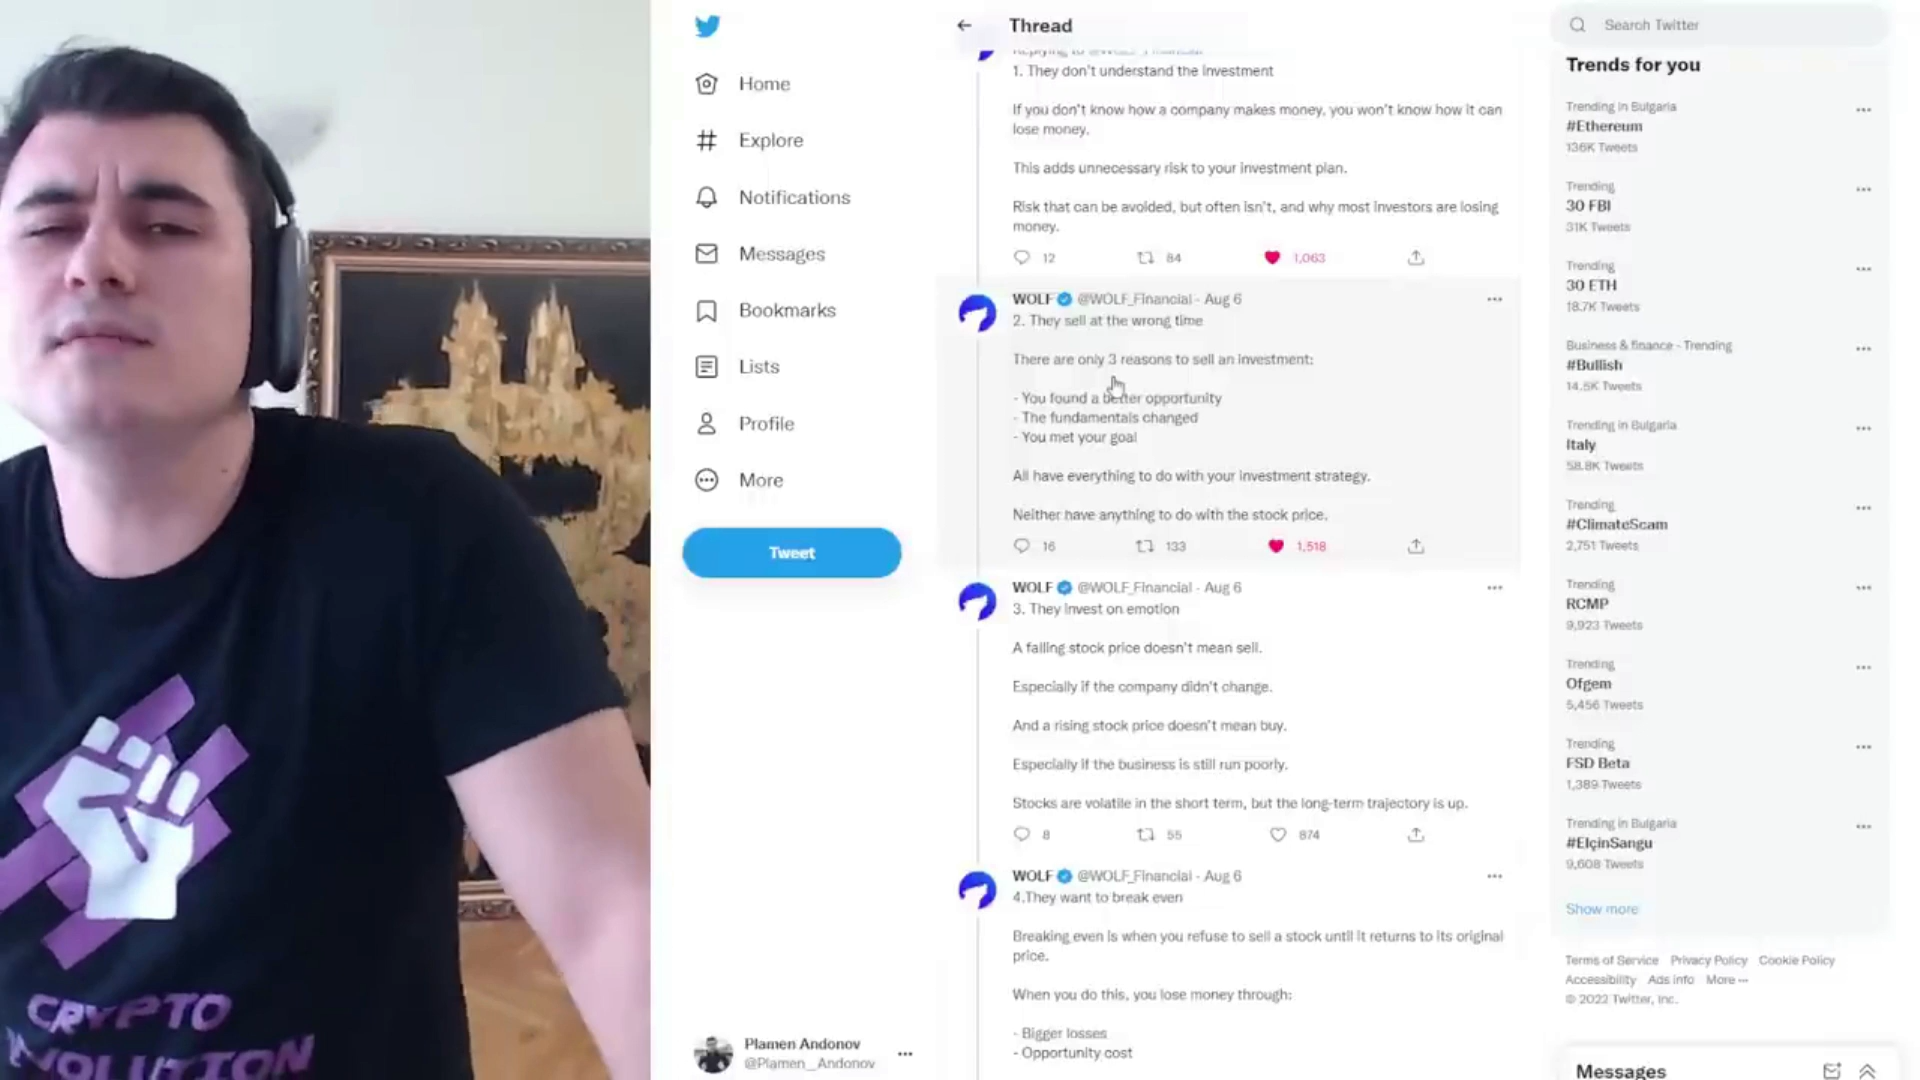 Home
Explore
Notifications
Messages
Bookmarks
Lists
Profile
More
Tweet
Plamen Andonov
@Plamen_Andonov
Thread
Replying to @WOLF_Financial
1. They don't understand the investment
If you don't know how a company makes money, you won't know how it can
lose money.
This adds unnecessary risk to your investment plan.
Risk that can be avoided, but often isn't, and why most investors are losing
money.
12 84 1,063
WOLF @WOLF_Financial · Aug 6
2. They sell at the wrong time
There are only 3 reasons to sell an investment:
- You found a better opportunity
- The fundamentals changed
- You met your goal
All have everything to do with your investment strategy.
Neither have anything to do with the stock price.
16 133 1,518
WOLF @WOLF_Financial · Aug 6
3. They invest on emotion
A falling stock price doesn't mean sell.
Especially if the company didn't change.
And a rising stock price doesn't mean buy.
Especially if the business is still run poorly.
Stocks are volatile in the short term, but the long-term trajectory is up.
8 55 874
WOLF @WOLF_Financial · Aug 6
4.They want to break even
Breaking even is when you refuse to sell a stock until it returns to its original
price.
When you do this, you lose money through:
- Bigger losses
- Opportunity cost
Search Twitter
Trends for you
Trending in Bulgaria
#Ethereum
136K Tweets
Trending
30 FBI
31K Tweets
Trending
30 ETH
18.7K Tweets
Business & finance · Trending
#Bullish
14.5K Tweets
Trending in Bulgaria
Italy
58.8K Tweets
Trending
#ClimateScam
2,751 Tweets
Trending
RCMP
9,923 Tweets
Trending
Ofgem
5,456 Tweets
Trending
FSD Beta
1,389 Tweets
Trending in Bulgaria
#ElçinSangu
9,608 Tweets
Show more
Terms of Service Privacy Policy Cookie Policy
Accessibility Ads info More ···
© 2022 Twitter, Inc.
Messages
CRYPTO